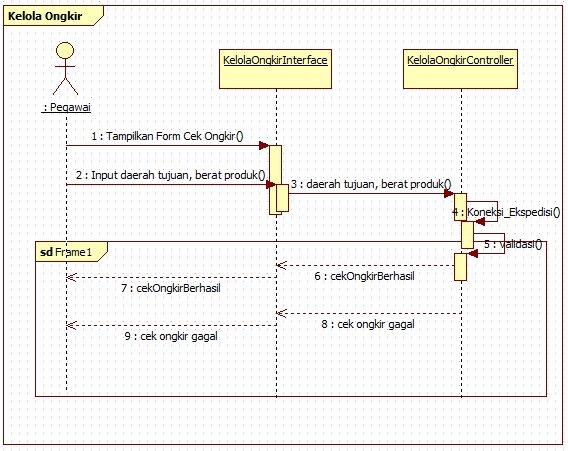 Kelola Ongkir
KelolaOngkirInterface
KelolaOngkirController
: Pegawai
1 : Tampilkan Form Cek Ongkir()
2 : Input daerah tujuan, berat produk()
3 : daerah tujuan, berat produk()
4 : Koneksi_Ekspedisi()
5 : validasi()
sd Frame1
6 : cekOngkirBerhasil
7 : cekOngkirBerhasil
8 : cek ongkir gagal
9 : cek ongkir gagal